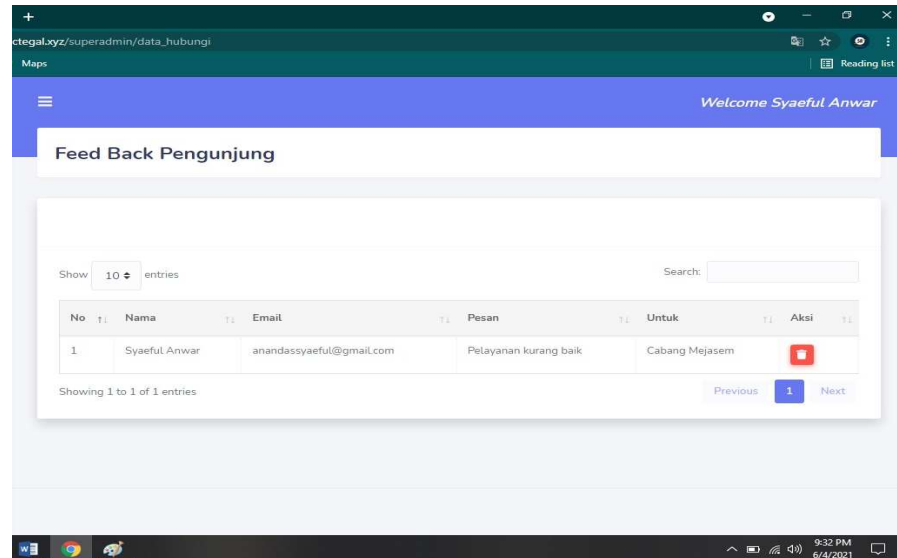 ctegal.xyz/superadmin/data_hubungi
Maps
Reading list
Welcome Syaeful Anwar
Feed Back Pengunjung
Show 10 entries
Search:
No Nama Email Pesan Untuk Aksi
1 Syaeful Anwar anandassyaeful@gmail.com Pelayanan kurang baik Cabang Mejasem
Showing 1 to 1 of 1 entries
Previous 1 Next
9:32 PM
6/4/2021